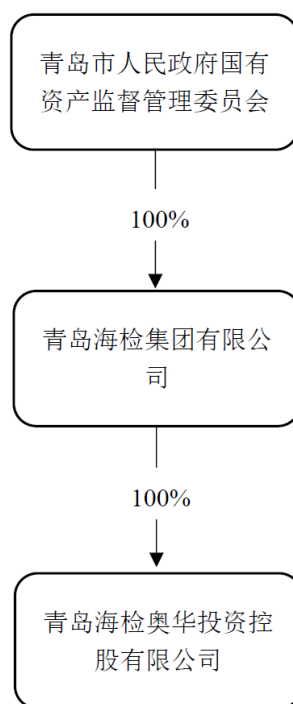 青岛市人民政府国有
资产监督管理委员会
100%
青岛海检集团有限公
司
100%
青岛海检奥华投资控
股有限公司